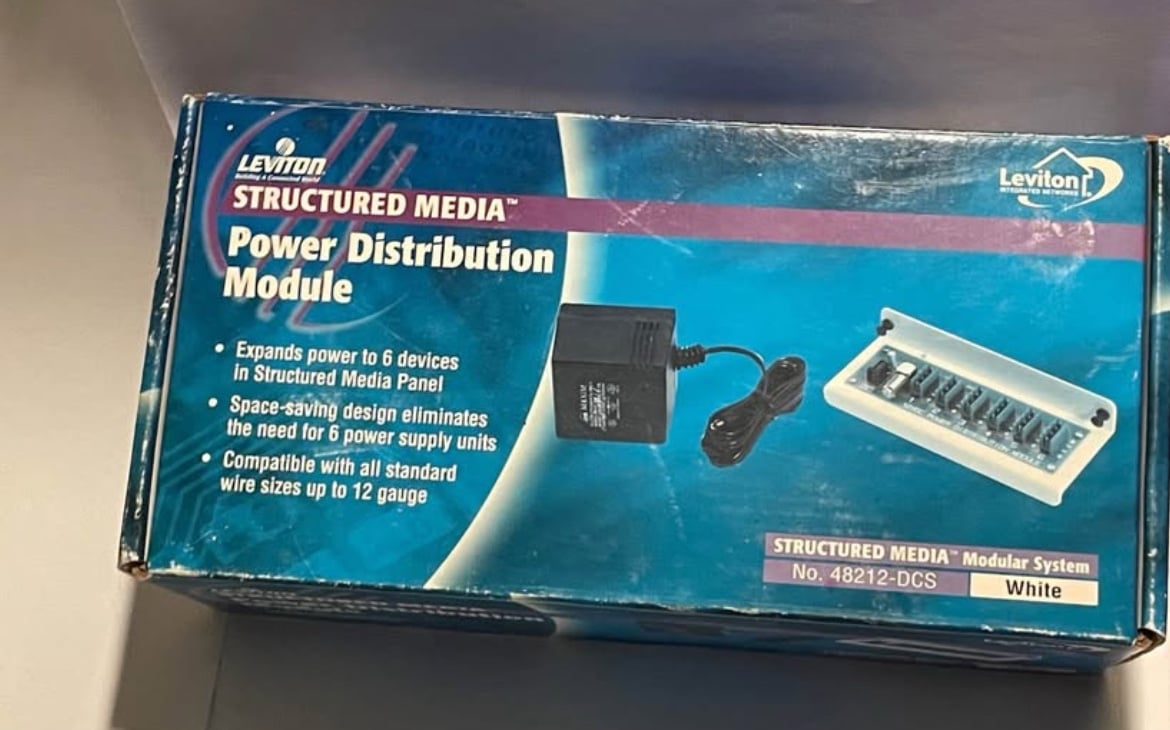 LEVITON
Building A Connected World
STRUCTURED MEDIA™
Power Distribution
Module
• Expands power to 6 devices
in Structured Media Panel
• Space-saving design eliminates
the need for 6 power supply units
• Compatible with all standard
wire sizes up to 12 gauge
Leviton
INTEGRATED NETWORKS
STRUCTURED MEDIA™ Modular System
No. 48212-DCS
White